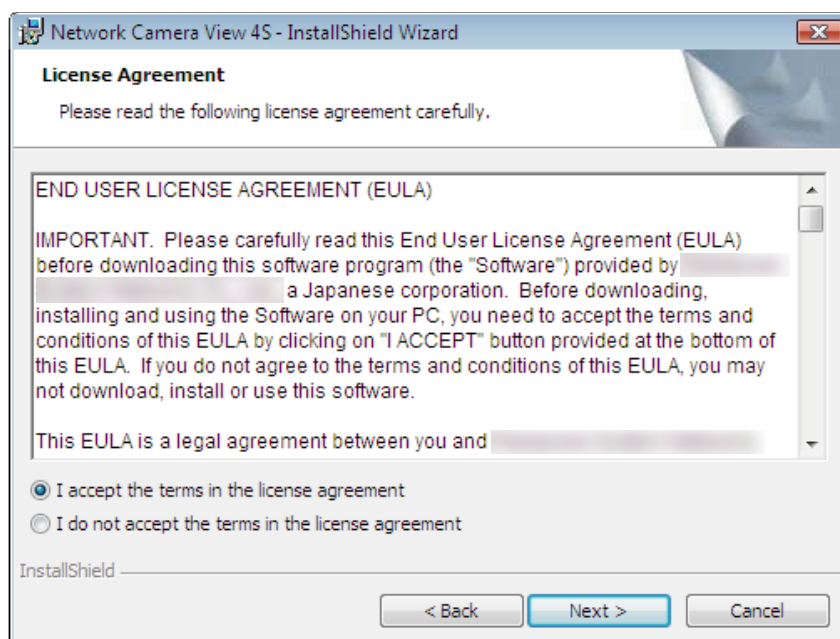 Network Camera View 4S - InstallShield Wizard
License Agreement
Please read the following license agreement carefully.
END USER LICENSE AGREEMENT (EULA)
IMPORTANT.  Please carefully read this End User License Agreement (EULA)
before downloading this software program (the "Software") provided by
a Japanese corporation.  Before downloading,
installing and using the Software on your PC, you need to accept the terms and
conditions of this EULA by clicking on "I ACCEPT" button provided at the bottom of
this EULA.  If you do not agree to the terms and conditions of this EULA, you may
not download, install or use this software.
This EULA is a legal agreement between you and
I accept the terms in the license agreement
I do not accept the terms in the license agreement
InstallShield
< Back Next > Cancel